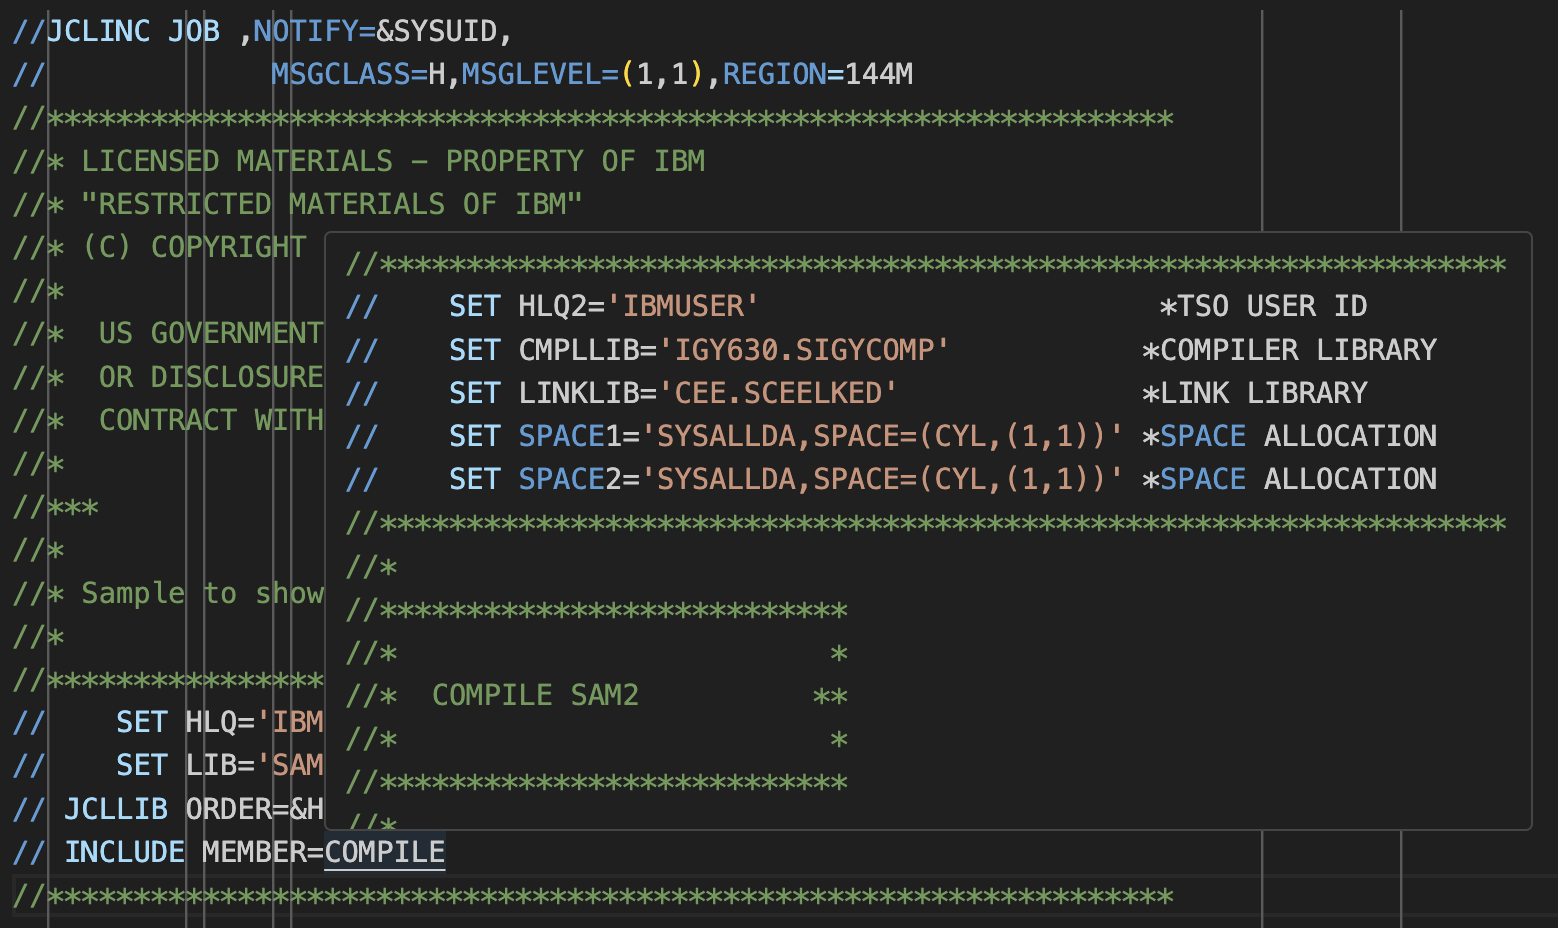 //JCLINC JOB ,NOTIFY=&SYSUID,
//             MSGCLASS=H,MSGLEVEL=(1,1),REGION=144M
//*****************************************************************
//* LICENSED MATERIALS - PROPERTY OF IBM
//* "RESTRICTED MATERIALS OF IBM"
//* (C) COPYRIGHT
//*
//*  US GOVERNMENT
//*  OR DISCLOSURE
//*  CONTRACT WITH
//*
//***
//*
//* Sample to show
//*
//****************
//    SET HLQ='IBM
//    SET LIB='SAM
// JCLLIB ORDER=&H
// INCLUDE MEMBER=COMPILE
//*****************************************************************
//*****************************************************************
//    SET HLQ2='IBMUSER'                       *TSO USER ID
//    SET CMPLLIB='IGY630.SIGYCOMP'           *COMPILER LIBRARY
//    SET LINKLIB='CEE.SCEELKED'              *LINK LIBRARY
//    SET SPACE1='SYSALLDA,SPACE=(CYL,(1,1))' *SPACE ALLOCATION
//    SET SPACE2='SYSALLDA,SPACE=(CYL,(1,1))' *SPACE ALLOCATION
//*****************************************************************
//*
//***************************
//*                         *
//*  COMPILE SAM2          **
//*                         *
//***************************
//*